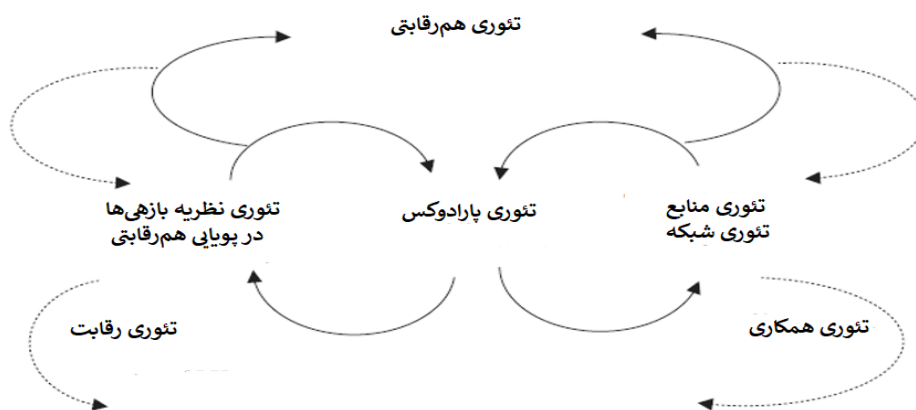 تئوری هم‌رقابتی
تئوری منابع
تئوری شبکه
تئوری پارادوکس
تئوری نظریه بازهی‌ها
در پویایی هم‌رقابتی
تئوری همکاری
تئوری رقابت